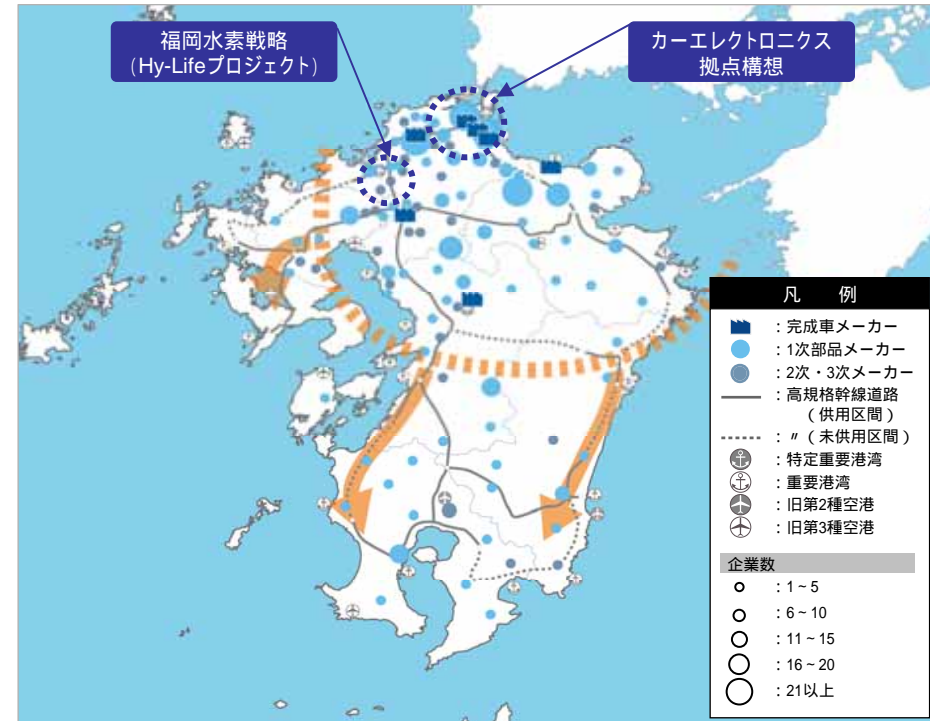 福岡水素戦略
(Hy-Lifeプロジェクト)
カーエレクトロニクス
拠点構想
凡 例
：完成車メーカー
：1次部品メーカー
：2次・3次メーカー
：高規格幹線道路
（供用区間）
：〃（未供用区間）
：特定重要港湾
：重要港湾
：旧第2種空港
：旧第3種空港
企業数
：1～5
：6～10
：11～15
：16～20
：21以上